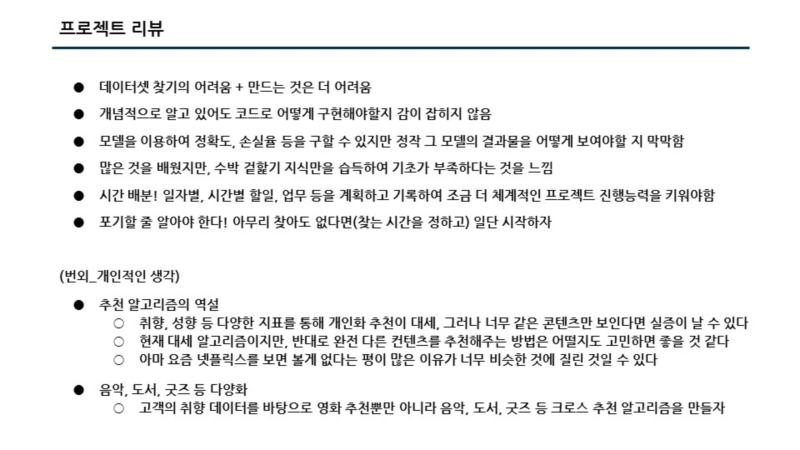 프로젝트 리뷰
● 데이터셋 찾기의 어려움 + 만드는 것은 더 어려움
● 개념적으로 알고 있어도 코드로 어떻게 구현해야할지 감이 잡히지 않음
● 모델을 이용하여 정확도, 손실율 등을 구할 수 있지만 정작 그 모델의 결과물을 어떻게 보여야할 지 막막함
● 많은 것을 배웠지만, 수박 겉핥기 지식만을 습득하여 기초가 부족하다는 것을 느낌
● 시간 배분! 일자별, 시간별 할일, 업무 등을 계획하고 기록하여 조금 더 체계적인 프로젝트 진행능력을 키워야함
● 포기할 줄 알아야 한다! 아무리 찾아도 없다면(찾는 시간을 정하고) 일단 시작하자
(번외_개인적인 생각)
● 추천 알고리즘의 역설
○ 취향, 성향 등 다양한 지표를 통해 개인화 추천이 대세, 그러나 너무 같은 콘텐츠만 보인다면 실증이 날 수 있다
○ 현재 대세 알고리즘이지만, 반대로 완전 다른 컨텐츠를 추천해주는 방법은 어떨지도 고민하면 좋을 것 같다
○ 아마 요즘 넷플릭스를 보면 볼게 없다는 평이 많은 이유가 너무 비슷한 것에 질린 것일 수 있다
● 음악, 도서, 굿즈 등 다양화
○ 고객의 취향 데이터를 바탕으로 영화 추천뿐만 아니라 음악, 도서, 굿즈 등 크로스 추천 알고리즘을 만들자